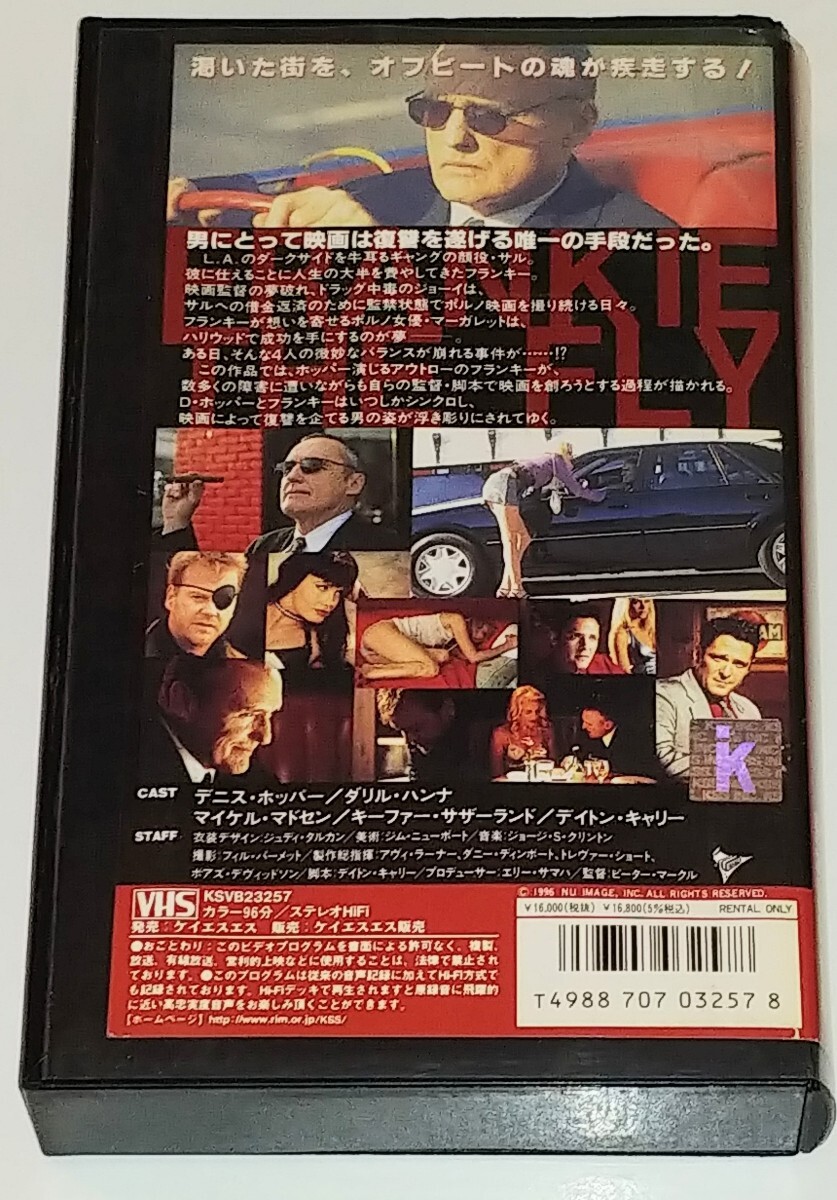 渇いた街を、オフビートの魂が疾走する!
男にとって映画は復讐を遂げる唯一の手段だった。
L.A.のダークサイドを牛耳るギャングの顔役・サル。
彼に仕えることに人生の大半を費やしてきたフランキー。
映画監督の夢破れ、ドラッグ中毒のジョーイは、
サルへの借金返済のために監禁状態でポルノ映画を撮り続ける日々。
フランキーが想いを寄せるポルノ女優・マーガレットは、
ハリウッドで成功を手にするのが夢――。
ある日、そんな4人の微妙なバランスが崩れる事件が……!?
この作品では、ホッパー演じるアウトローのフランキーが、
数多くの障害に遭いながらも自らの監督・脚本で映画を創ろうとする過程が描かれる。
D・ホッパーとフランキーはいつしかシンクロし、
映画によって復讐を企てる男の姿が浮き彫りにされてゆく。
NKIE
FLY
k
CAST デニス・ホッパー/ダリル・ハンナ
マイケル・マドセン/キーファー・サザーランド/デイトン・キャリー
STAFF 衣装デザイン:ジュディ・タルカン/美術:ジム・ニューポート/音楽:ジョージ・S・クリントン
撮影:フィル・パーメット/製作総指揮:アヴィ・ラーナー、ダニー・ディンボート、トレヴァー・ショート、
ボアズ・デヴィッドソン/脚本:デイトン・キャリー/プロデューサー:エリー・サマハ/監督:ピーター・マークル
© 1996 NU IMAGE, INC. ALL RIGHTS RESERVED.
VHS KSVB23257
カラー96分/ステレオHiFi
発売:ケイエスエス 販売:ケイエスエス販売
¥16,000(税抜) ¥16,800(5%税込) RENTAL ONLY
●おことわり:このビデオプログラムを書面による許可なく、複製、
放送、有線放送、営利的上映などに使用することは、法律で禁止され
ております。●このプログラムは従来の音声記録に加えてHi-Fi方式で
も記録されております。Hi-Fiデッキで再生されますと原録音に飛躍的
に近い高忠実度音声をお楽しみ頂くことができます。
[ホームページ] http://www.rim.or.jp/KSS/
T4988 707 03257 8